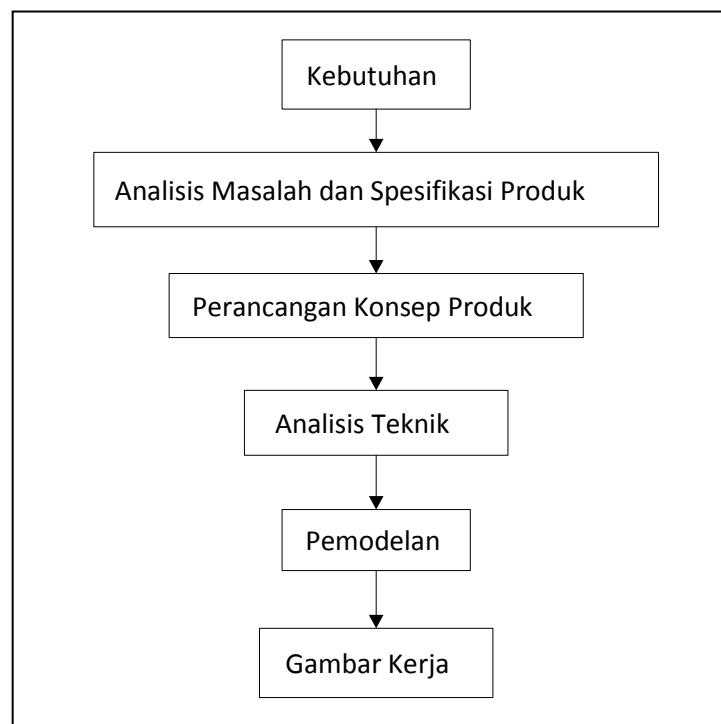 Kebutuhan
Analisis Masalah dan Spesifikasi Produk
Perancangan Konsep Produk
Analisis Teknik
Pemodelan
Gambar Kerja